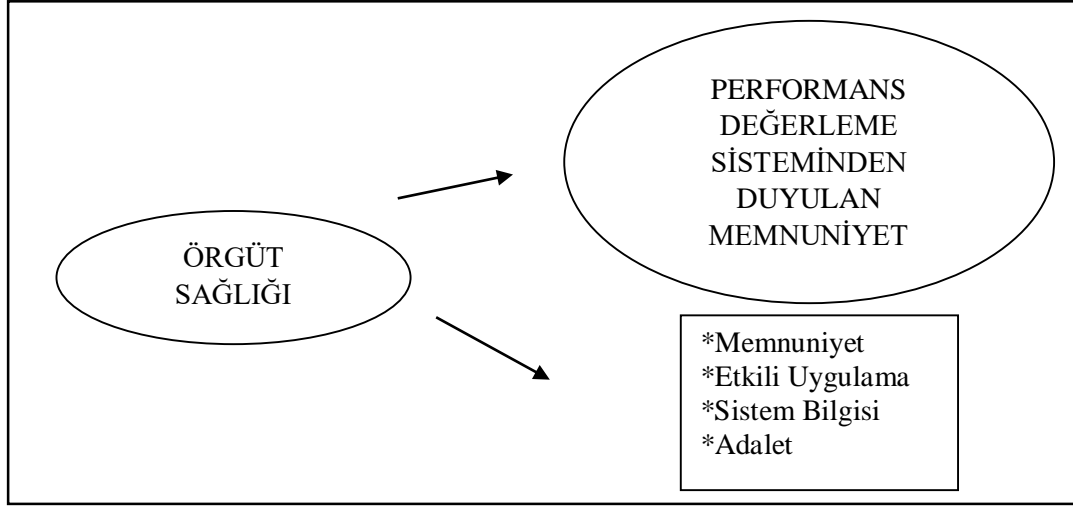 ÖRGÜT
SAĞLIĞI
PERFORMANS
DEĞERLEME
SİSTEMİNDEN
DUYULAN
MEMNUNİYET
*Memnuniyet
*Etkili Uygulama
*Sistem Bilgisi
*Adalet